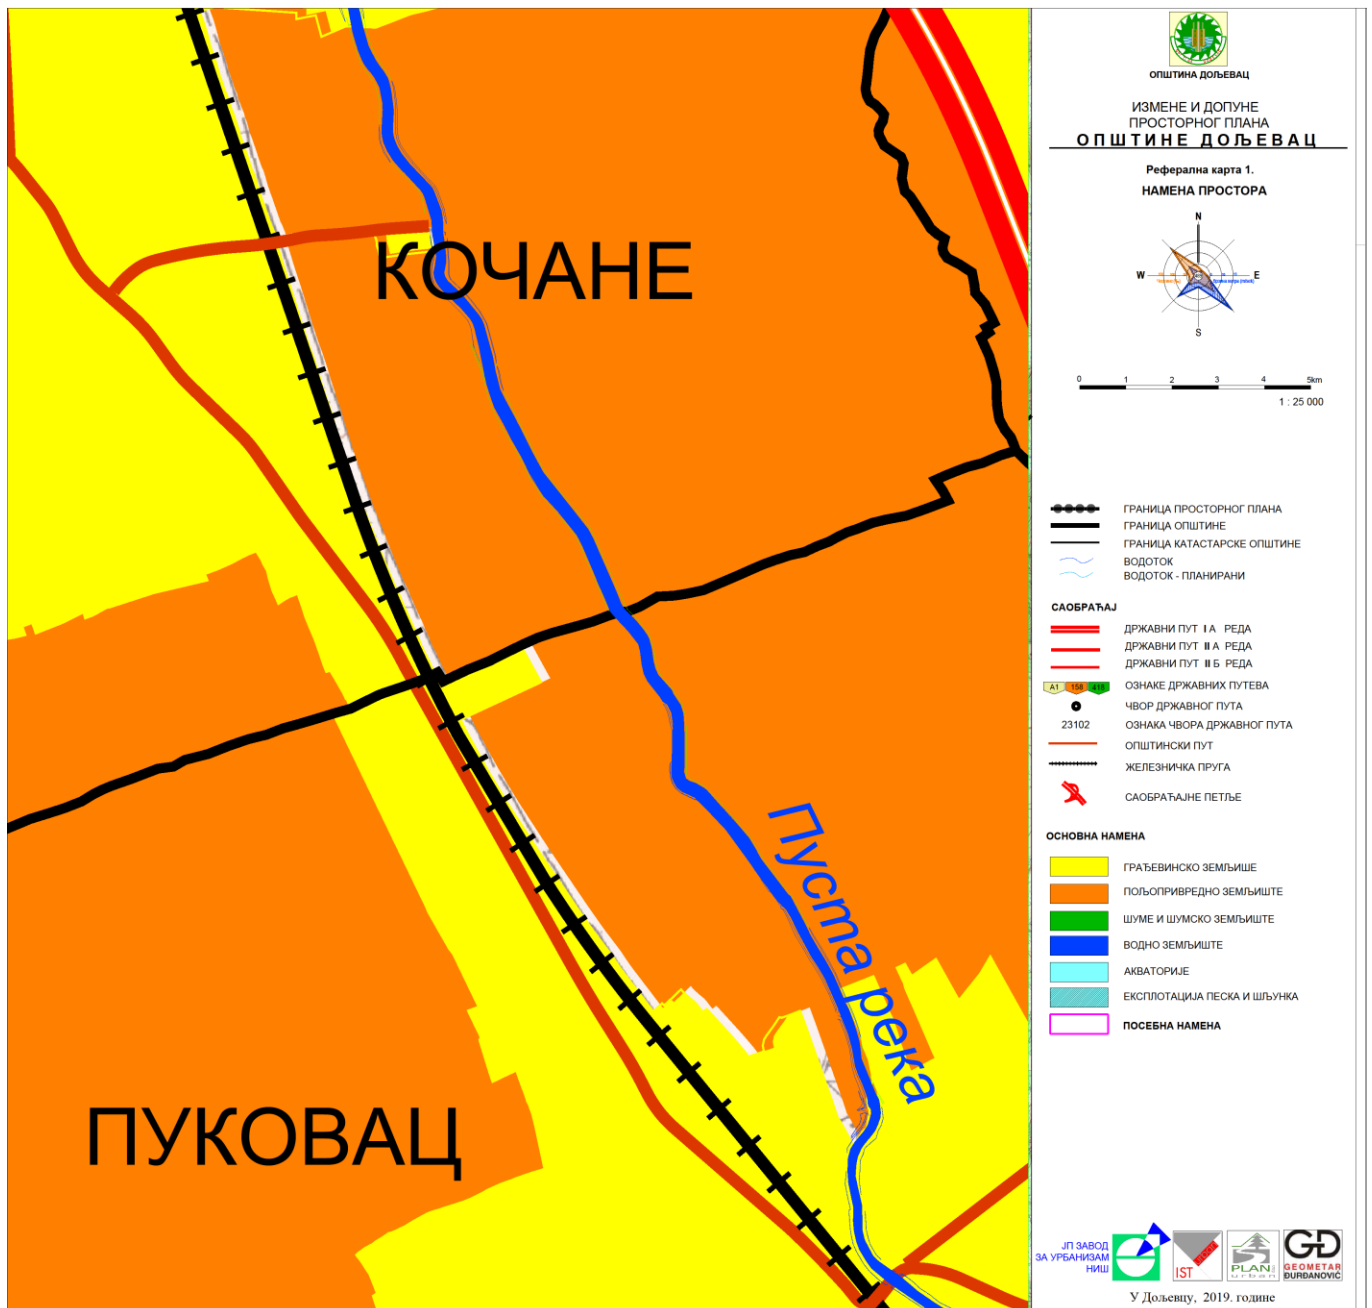 КОЧАНЕ
ПУКОВАЦ
Пуста река
ОПШТИНА ДОЉЕВАЦ
ИЗМЕНЕ И ДОПУНЕ
ПРОСТОРНОГ ПЛАНА
ОПШТИНЕ ДОЉЕВАЦ
Реферална карта 1.
НАМЕНА ПРОСТОРА
N
W E
S
0 1 2 3 4 5km
1 : 25 000
ГРАНИЦА ПРОСТОРНОГ ПЛАНА
ГРАНИЦА ОПШТИНЕ
ГРАНИЦА КАТАСТАРСКЕ ОПШТИНЕ
ВОДОТОК
ВОДОТОК - ПЛАНИРАНИ
САОБРАЋАЈ
ДРЖАВНИ ПУТ I А РЕДА
ДРЖАВНИ ПУТ II А РЕДА
ДРЖАВНИ ПУТ II Б РЕДА
A1 158 418 ОЗНАКЕ ДРЖАВНИХ ПУТЕВА
ЧВОР ДРЖАВНОГ ПУТА
23102 ОЗНАКА ЧВОРА ДРЖАВНОГ ПУТА
ОПШТИНСКИ ПУТ
ЖЕЛЕЗНИЧКА ПРУГА
САОБРАЋАЈНЕ ПЕТЉЕ
ОСНОВНА НАМЕНА
ГРАЂЕВИНСКО ЗЕМЉИШЕ
ПОЉОПРИВРЕДНО ЗЕМЉИШТЕ
ШУМЕ И ШУМСКО ЗЕМЉИШТЕ
ВОДНО ЗЕМЉИШТЕ
АКВАТОРИЈЕ
ЕКСПЛОТАЦИЈА ПЕСКА И ШЉУНКА
ПОСЕБНА НАМЕНА
ЈП ЗАВОД
ЗА УРБАНИЗАМ
НИШ
IST
PLAN
urban
GD
GEOMETAR
ĐURĐANOVIĆ
У Дољевцу, 2019. године